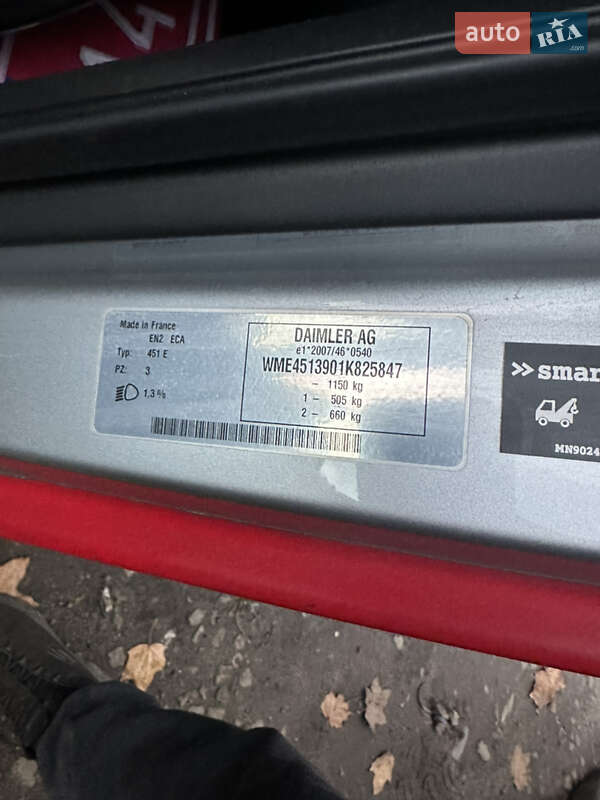 auto RIA .com
Made in France
EN2 ECA
Typ: 451 E
PZ: 3
1,3 %
DAIMLER AG
e1*2007/46*0540
WME4513901K825847
– 1150 kg
1 – 505 kg
2 – 660 kg
>> smar
MN9024